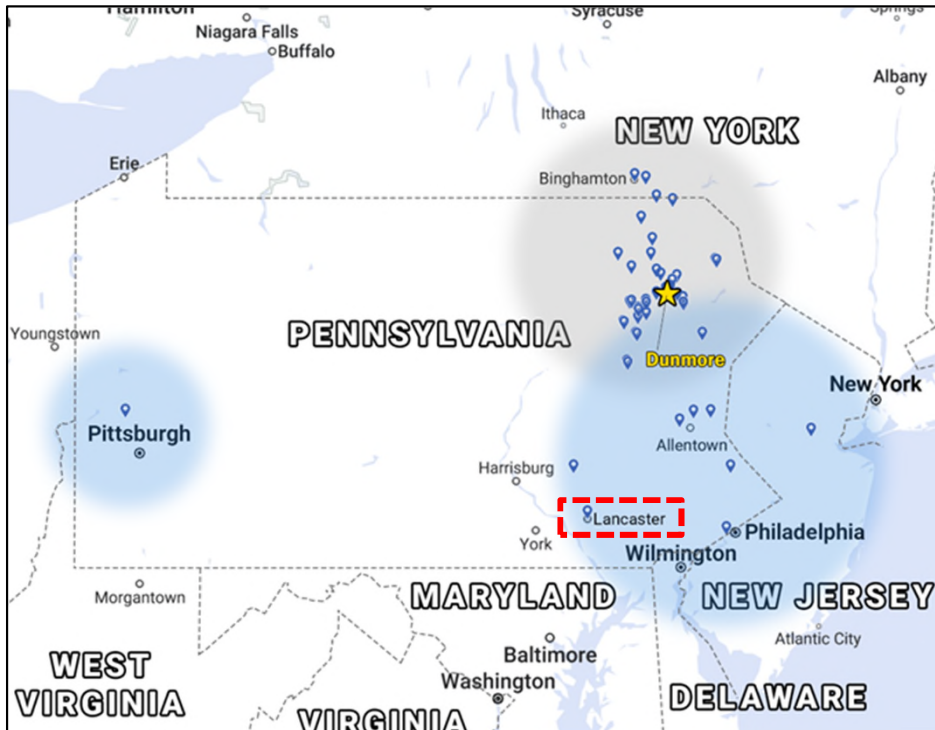 Hamilton
Syracuse
Springs
Niagara Falls
Buffalo
Albany
Ithaca
NEW YORK
Erie
Binghamton
Youngstown
PENNSYLVANIA
Dunmore
New York
Pittsburgh
Allentown
Harrisburg
Lancaster
York
Philadelphia
Wilmington
Morgantown
MARYLAND
NEW JERSEY
Atlantic City
Baltimore
WEST
VIRGINIA
Washington
DELAWARE
VIRGINIA